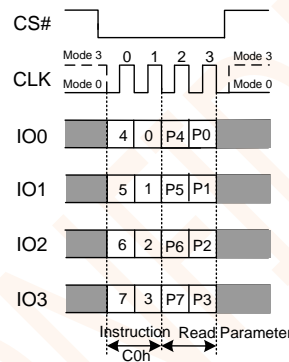 CS#
Mode 3 0 1 2 3 Mode 3
CLK Mode 0 Mode 0
IO0 4 0 P4 P0
IO1 5 1 P5 P1
IO2 6 2 P6 P2
IO3 7 3 P7 P3
Instruction Read Parameter
C0h